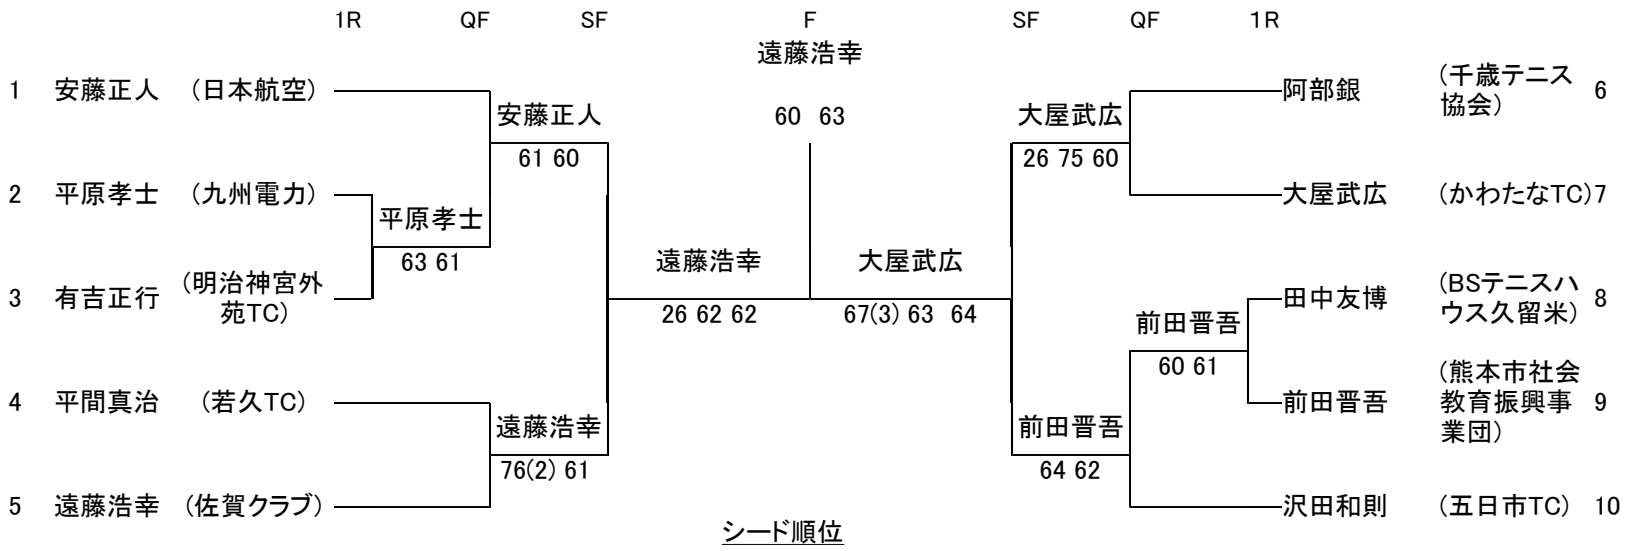 1R QF SF F SF QF 1R
遠藤浩幸
1 安藤正人 (日本航空)
阿部銀 (千歳テニス
協会) 6
安藤正人
60 63
大屋武広
61 60
26 75 60
2 平原孝士 (九州電力)
大屋武広 (かわたなTC) 7
平原孝士
63 61
遠藤浩幸
大屋武広
3 有吉正行 (明治神宮外
苑TC)
26 62 62
67(3) 63 64
田中友博 (BSテニスハ
ウス久留米) 8
前田晋吾
60 61
4 平間真治 (若久TC)
前田晋吾 (熊本市社会
教育振興事
業団) 9
遠藤浩幸
前田晋吾
76(2) 61
64 62
5 遠藤浩幸 (佐賀クラブ)
沢田和則 (五日市TC) 10
シード順位